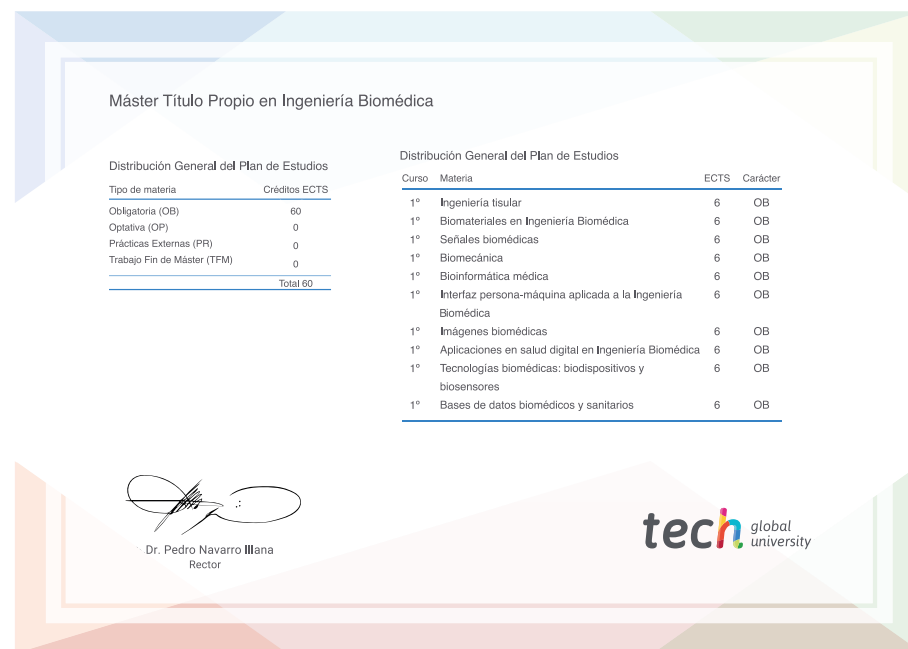 Máster Título Propio en Ingeniería Biomédica
Distribución General del Plan de Estudios
Tipo de materia Créditos ECTS
Obligatoria (OB) 60
Optativa (OP) 0
Prácticas Externas (PR) 0
Trabajo Fin de Máster (TFM) 0
Total 60
Distribución General del Plan de Estudios
Curso Materia ECTS Carácter
1º Ingeniería tisular 6 OB
1º Biomateriales en Ingeniería Biomédica 6 OB
1º Señales biomédicas 6 OB
1º Biomecánica 6 OB
1º Bioinformática médica 6 OB
1º Interfaz persona-máquina aplicada a la Ingeniería 6 OB
Biomédica
1º Imágenes biomédicas 6 OB
1º Aplicaciones en salud digital en Ingeniería Biomédica 6 OB
1º Tecnologías biomédicas: biodispositivos y 6 OB
biosensores
1º Bases de datos biomédicos y sanitarios 6 OB
Dr. Pedro Navarro Illana
Rector
tech global
university